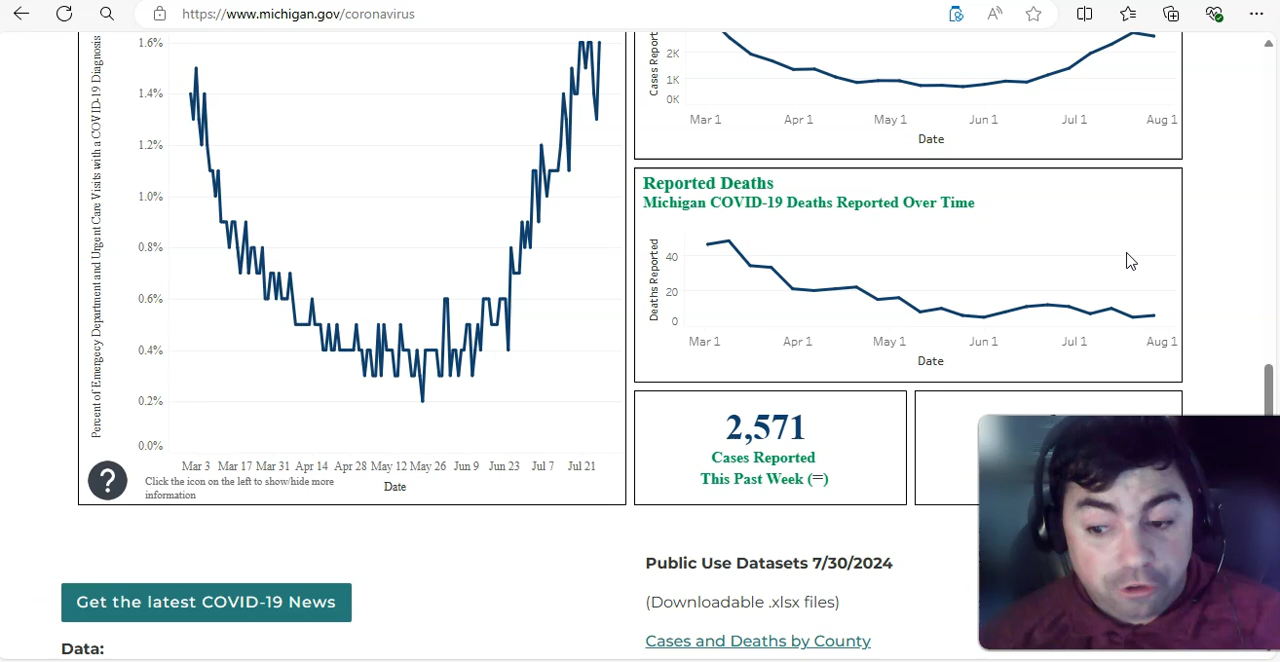 https://www.michigan.gov/coronavirus
Percent of Emergecy Department and Urgent Care Visits with a COVID-19 Diagnosis
1.6%
1.4%
1.2%
1.0%
0.8%
0.6%
0.4%
0.2%
0.0%
Mar 3 Mar 17 Mar 31 Apr 14 Apr 28 May 12 May 26 Jun 9 Jun 23 Jul 7 Jul 21
Date
?
Click the icon on the left to show/hide more
information
Cases Report
2K
1K
0K
Mar 1 Apr 1 May 1 Jun 1 Jul 1 Aug 1
Date
Reported Deaths
Michigan COVID-19 Deaths Reported Over Time
Deaths Reported
40
20
0
Mar 1 Apr 1 May 1 Jun 1 Jul 1 Aug 1
Date
2,571
Cases Reported
This Past Week (=)
Get the latest COVID-19 News
Data:
Public Use Datasets 7/30/2024
(Downloadable .xlsx files)
Cases and Deaths by County